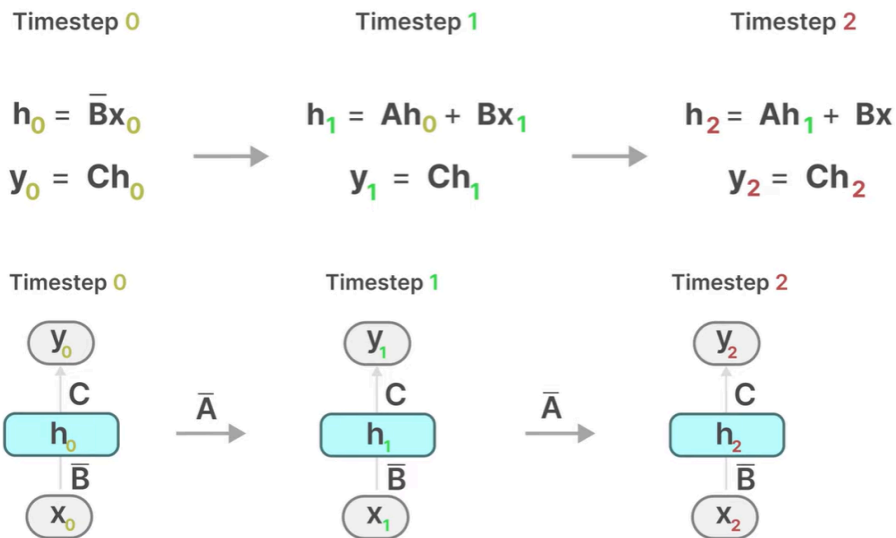 Timestep 0 Timestep 1 Timestep 2
h₀ = B̅x₀ h₁ = Ah₀ + Bx₁ h₂ = Ah₁ + Bx
y₀ = Ch₀ y₁ = Ch₁ y₂ = Ch₂
Timestep 0 Timestep 1 Timestep 2
y₀ y₁ y₂
C C C
A̅ A̅
h₀ h₁ h₂
B̅ B̅ B̅
x₀ x₁ x₂